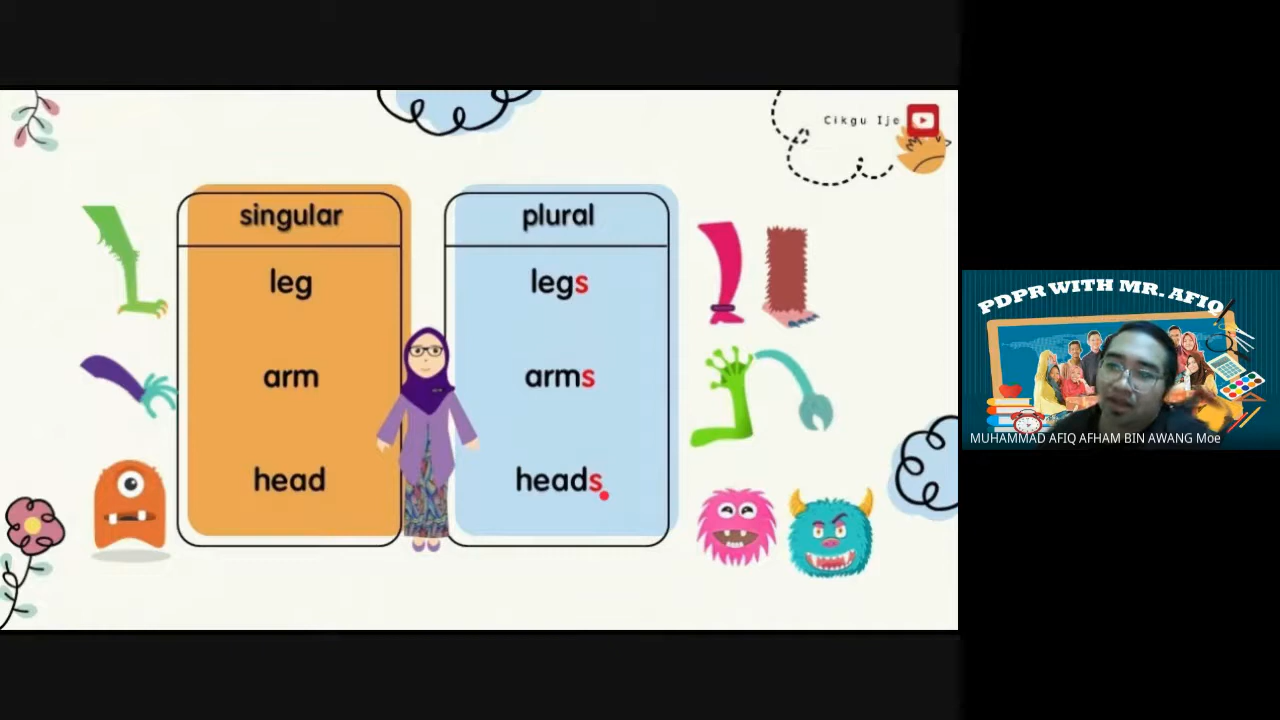 Cikgu Ije
singular
plural
leg
legs
arm
arms
head
heads
PDPR WITH MR. AFIQ
MUHAMMAD AFIQ AFHAM BIN AWANG Moe